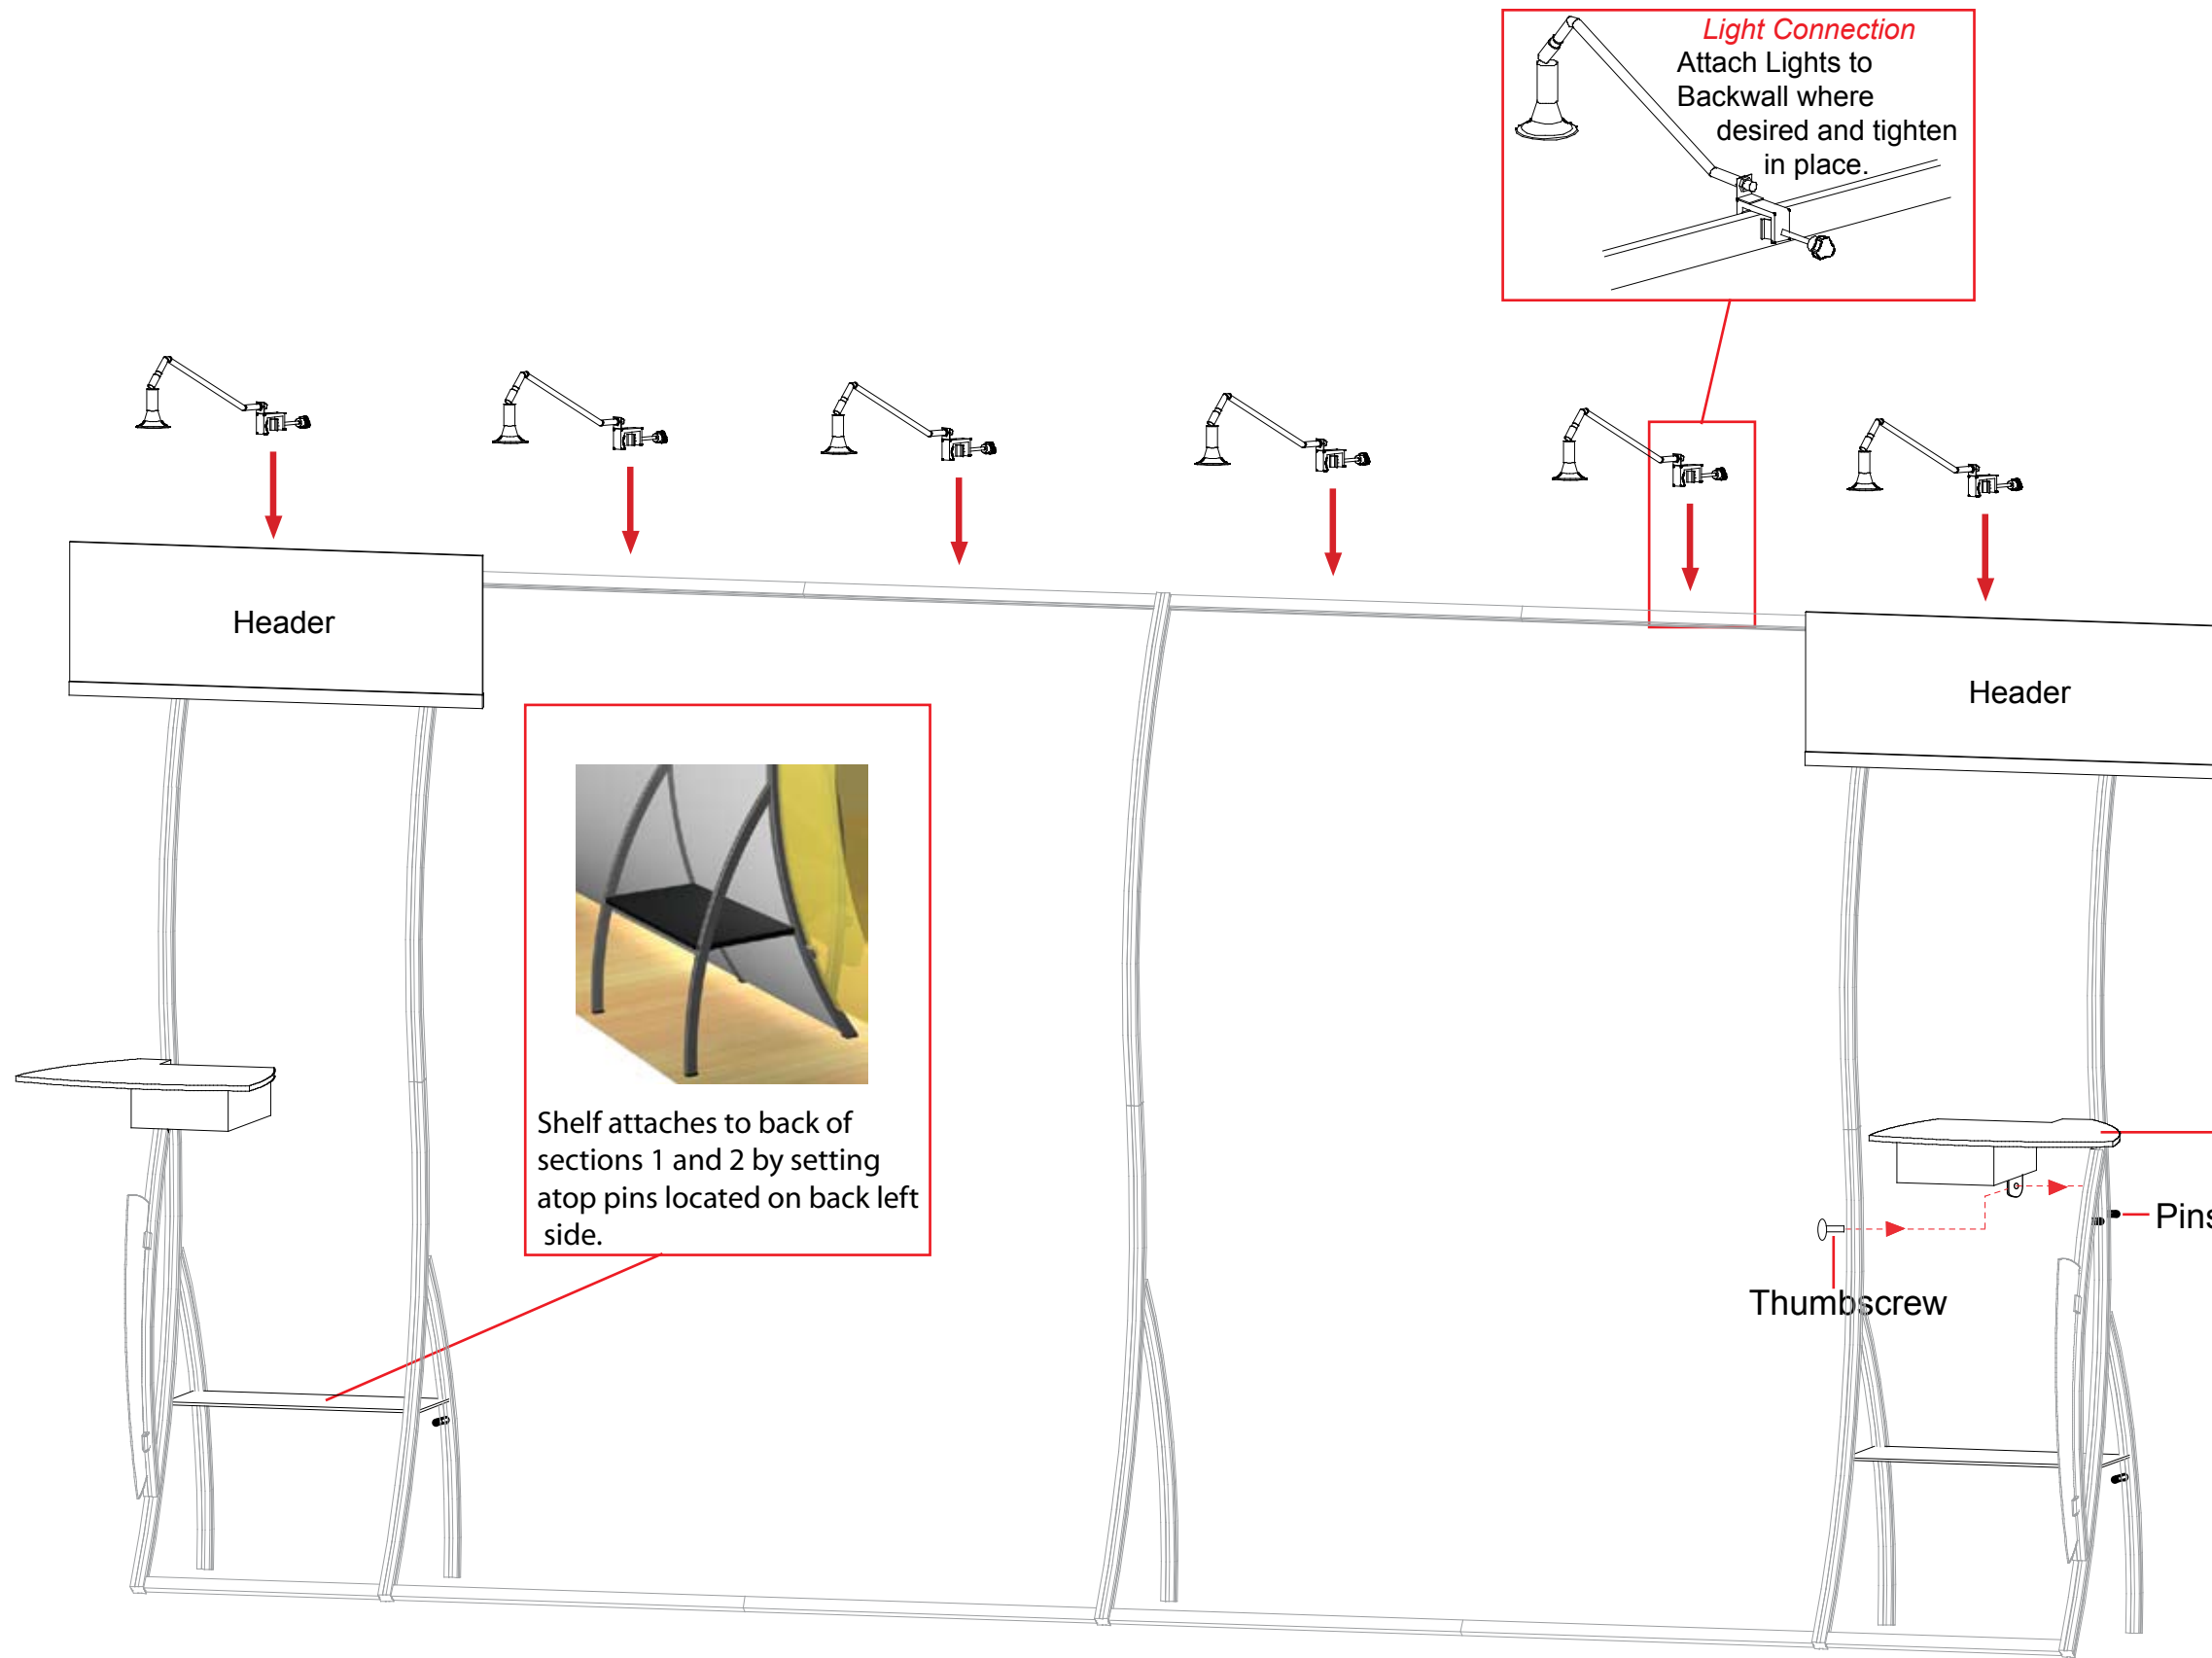 Light Connection
Attach Lights to
Backwall where
desired and tighten
in place.
Header
Header
Shelf attaches to back of
sections 1 and 2 by setting
atop pins located on back left
side.
Pins
Thumbscrew